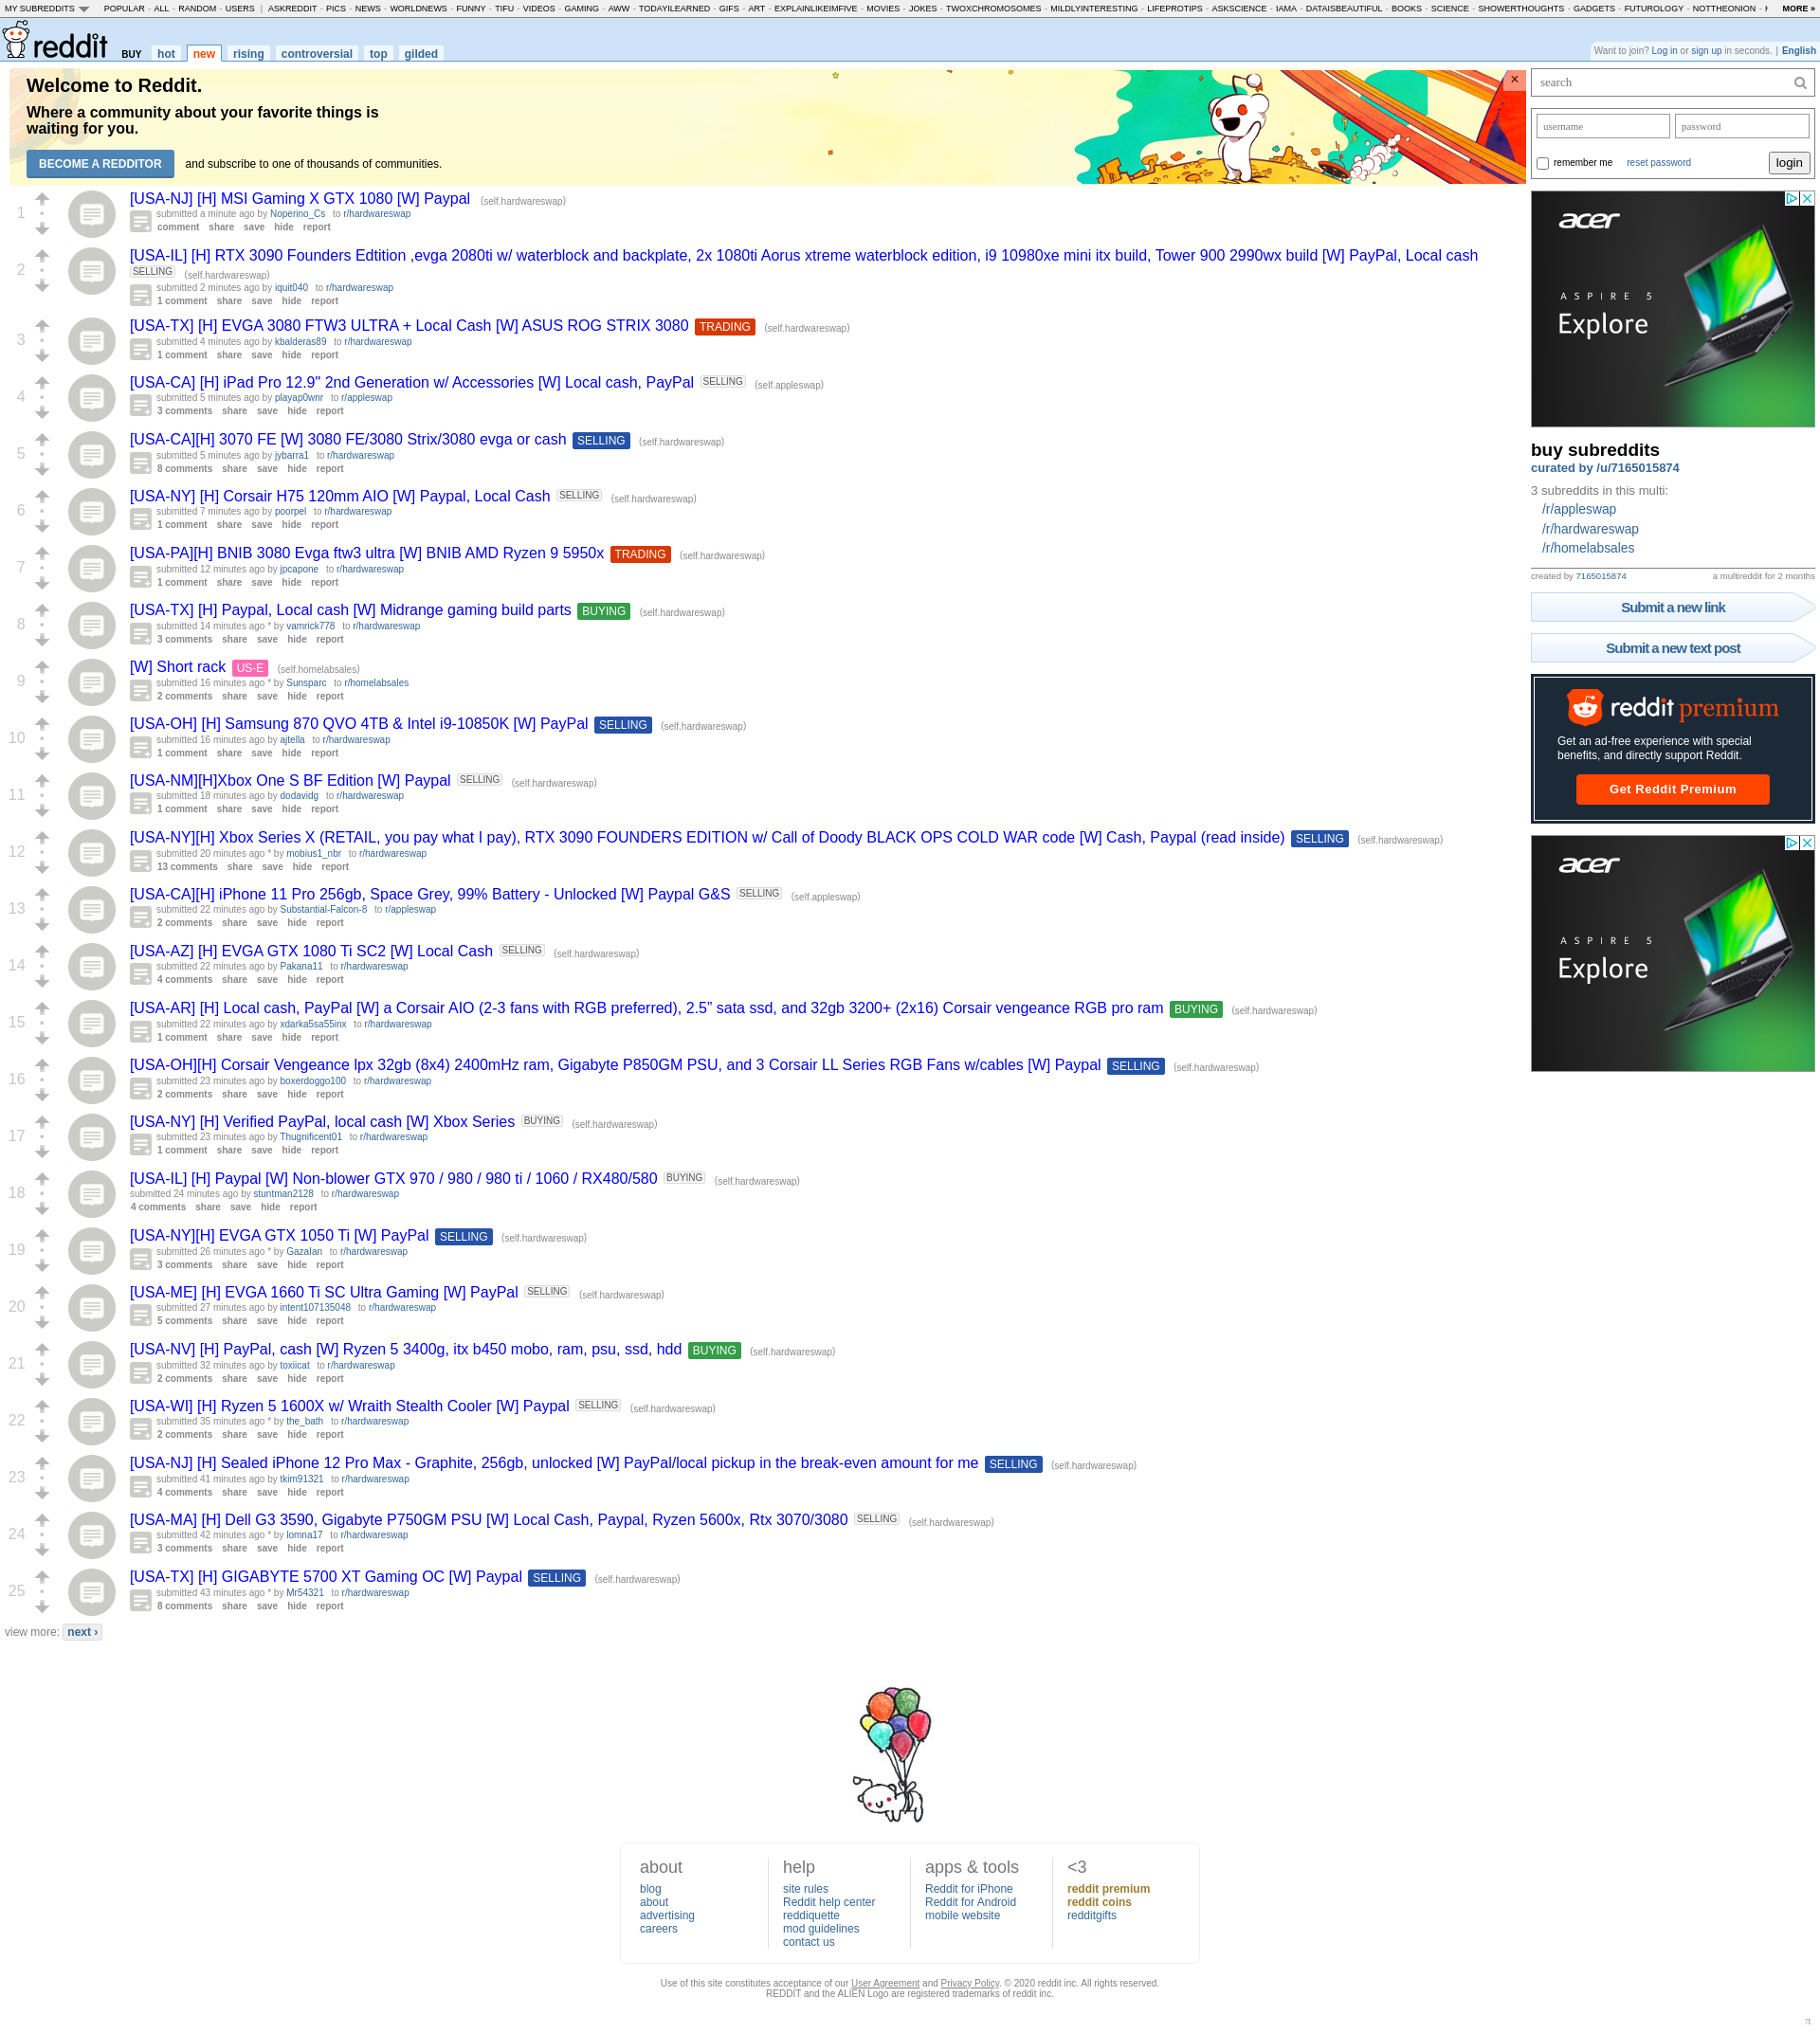 MY SUBREDDITS POPULAR - ALL - RANDOM - USERS | ASKREDDIT - PICS - NEWS - WORLDNEWS - FUNNY - TIFU - VIDEOS - GAMING - AWW - TODAYILEARNED - GIFS - ART - EXPLAINLIKEIMFIVE - MOVIES - JOKES - TWOXCHROMOSOMES - MILDLYINTERESTING - LIFEPROTIPS - ASKSCIENCE - IAMA - DATAISBEAUTIFUL - BOOKS - SCIENCE - SHOWERTHOUGHTS - GADGETS - FUTUROLOGY - NOTTHEONION - MORE »
reddit BUY hot new rising controversial top gilded
Want to join? Log in or sign up in seconds. | English
Welcome to Reddit.
Where a community about your favorite things is
waiting for you.
BECOME A REDDITOR and subscribe to one of thousands of communities.
×
1
[USA-NJ] [H] MSI Gaming X GTX 1080 [W] Paypal (self.hardwareswap)
submitted a minute ago by Noperino_Cs to r/hardwareswap
comment share save hide report
2
[USA-IL] [H] RTX 3090 Founders Edtition ,evga 2080ti w/ waterblock and backplate, 2x 1080ti Aorus xtreme waterblock edition, i9 10980xe mini itx build, Tower 900 2990wx build [W] PayPal, Local cash
SELLING (self.hardwareswap)
submitted 2 minutes ago by iquit040 to r/hardwareswap
1 comment share save hide report
3
[USA-TX] [H] EVGA 3080 FTW3 ULTRA + Local Cash [W] ASUS ROG STRIX 3080 TRADING (self.hardwareswap)
submitted 4 minutes ago by kbalderas89 to r/hardwareswap
1 comment share save hide report
4
[USA-CA] [H] iPad Pro 12.9" 2nd Generation w/ Accessories [W] Local cash, PayPal SELLING (self.appleswap)
submitted 5 minutes ago by playap0wnr to r/appleswap
3 comments share save hide report
5
[USA-CA][H] 3070 FE [W] 3080 FE/3080 Strix/3080 evga or cash SELLING (self.hardwareswap)
submitted 5 minutes ago by jybarra1 to r/hardwareswap
8 comments share save hide report
6
[USA-NY] [H] Corsair H75 120mm AIO [W] Paypal, Local Cash SELLING (self.hardwareswap)
submitted 7 minutes ago by poorpel to r/hardwareswap
1 comment share save hide report
7
[USA-PA][H] BNIB 3080 Evga ftw3 ultra [W] BNIB AMD Ryzen 9 5950x TRADING (self.hardwareswap)
submitted 12 minutes ago by jpcapone to r/hardwareswap
1 comment share save hide report
8
[USA-TX] [H] Paypal, Local cash [W] Midrange gaming build parts BUYING (self.hardwareswap)
submitted 14 minutes ago * by vamrick778 to r/hardwareswap
3 comments share save hide report
9
[W] Short rack US-E (self.homelabsales)
submitted 16 minutes ago * by Sunsparc to r/homelabsales
2 comments share save hide report
10
[USA-OH] [H] Samsung 870 QVO 4TB & Intel i9-10850K [W] PayPal SELLING (self.hardwareswap)
submitted 16 minutes ago by ajtella to r/hardwareswap
1 comment share save hide report
11
[USA-NM][H]Xbox One S BF Edition [W] Paypal SELLING (self.hardwareswap)
submitted 18 minutes ago by dodavidg to r/hardwareswap
1 comment share save hide report
12
[USA-NY][H] Xbox Series X (RETAIL, you pay what I pay), RTX 3090 FOUNDERS EDITION w/ Call of Doody BLACK OPS COLD WAR code [W] Cash, Paypal (read inside) SELLING (self.hardwareswap)
submitted 20 minutes ago * by mobius1_nbr to r/hardwareswap
13 comments share save hide report
13
[USA-CA][H] iPhone 11 Pro 256gb, Space Grey, 99% Battery - Unlocked [W] Paypal G&S SELLING (self.appleswap)
submitted 22 minutes ago by Substantial-Falcon-8 to r/appleswap
2 comments share save hide report
14
[USA-AZ] [H] EVGA GTX 1080 Ti SC2 [W] Local Cash SELLING (self.hardwareswap)
submitted 22 minutes ago by Pakana11 to r/hardwareswap
4 comments share save hide report
15
[USA-AR] [H] Local cash, PayPal [W] a Corsair AIO (2-3 fans with RGB preferred), 2.5” sata ssd, and 32gb 3200+ (2x16) Corsair vengeance RGB pro ram BUYING (self.hardwareswap)
submitted 22 minutes ago by xdarka5sa55inx to r/hardwareswap
1 comment share save hide report
16
[USA-OH][H] Corsair Vengeance lpx 32gb (8x4) 2400mHz ram, Gigabyte P850GM PSU, and 3 Corsair LL Series RGB Fans w/cables [W] Paypal SELLING (self.hardwareswap)
submitted 23 minutes ago by boxerdoggo100 to r/hardwareswap
2 comments share save hide report
17
[USA-NY] [H] Verified PayPal, local cash [W] Xbox Series BUYING (self.hardwareswap)
submitted 23 minutes ago by Thugnificent01 to r/hardwareswap
1 comment share save hide report
18
[USA-IL] [H] Paypal [W] Non-blower GTX 970 / 980 / 980 ti / 1060 / RX480/580 BUYING (self.hardwareswap)
submitted 24 minutes ago by stuntman2128 to r/hardwareswap
4 comments share save hide report
19
[USA-NY][H] EVGA GTX 1050 Ti [W] PayPal SELLING (self.hardwareswap)
submitted 26 minutes ago * by Gazalan to r/hardwareswap
3 comments share save hide report
20
[USA-ME] [H] EVGA 1660 Ti SC Ultra Gaming [W] PayPal SELLING (self.hardwareswap)
submitted 27 minutes ago by intent107135048 to r/hardwareswap
5 comments share save hide report
21
[USA-NV] [H] PayPal, cash [W] Ryzen 5 3400g, itx b450 mobo, ram, psu, ssd, hdd BUYING (self.hardwareswap)
submitted 32 minutes ago by toxiicat to r/hardwareswap
2 comments share save hide report
22
[USA-WI] [H] Ryzen 5 1600X w/ Wraith Stealth Cooler [W] Paypal SELLING (self.hardwareswap)
submitted 35 minutes ago * by the_bath to r/hardwareswap
2 comments share save hide report
23
[USA-NJ] [H] Sealed iPhone 12 Pro Max - Graphite, 256gb, unlocked [W] PayPal/local pickup in the break-even amount for me SELLING (self.hardwareswap)
submitted 41 minutes ago by tkim91321 to r/hardwareswap
4 comments share save hide report
24
[USA-MA] [H] Dell G3 3590, Gigabyte P750GM PSU [W] Local Cash, Paypal, Ryzen 5600x, Rtx 3070/3080 SELLING (self.hardwareswap)
submitted 42 minutes ago * by lomna17 to r/hardwareswap
3 comments share save hide report
25
[USA-TX] [H] GIGABYTE 5700 XT Gaming OC [W] Paypal SELLING (self.hardwareswap)
submitted 43 minutes ago * by Mr54321 to r/hardwareswap
8 comments share save hide report
view more: next ›
search
username password
remember me reset password login
acer
ASPIRE 5
Explore
buy subreddits
curated by /u/7165015874
3 subreddits in this multi:
/r/appleswap
/r/hardwareswap
/r/homelabsales
created by 7165015874 a multireddit for 2 months
Submit a new link
Submit a new text post
reddit premium
Get an ad-free experience with special
benefits, and directly support Reddit.
Get Reddit Premium
acer
ASPIRE 5
Explore
about
blog
about
advertising
careers
help
site rules
Reddit help center
reddiquette
mod guidelines
contact us
apps & tools
Reddit for iPhone
Reddit for Android
mobile website
<3
reddit premium
reddit coins
redditgifts
Use of this site constitutes acceptance of our User Agreement and Privacy Policy. © 2020 reddit inc. All rights reserved.
REDDIT and the ALIEN Logo are registered trademarks of reddit inc.
π